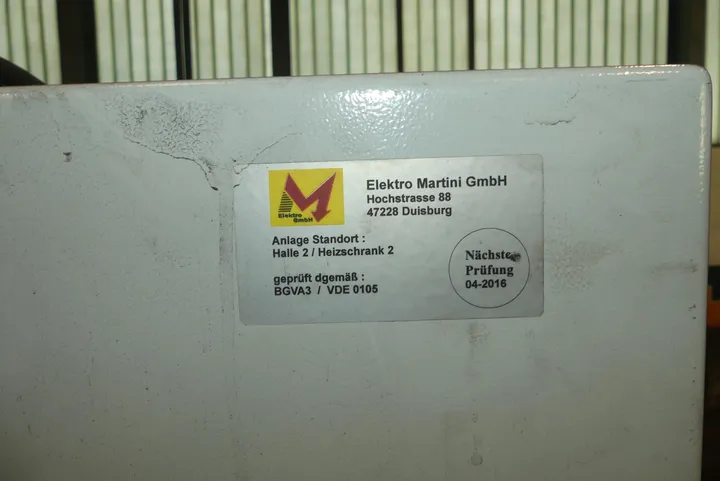 Elektro
GmbH
Elektro Martini GmbH
Hochstrasse 88
47228 Duisburg
Anlage Standort :
Halle 2 / Heizschrank 2
geprüft dgemäß :
BGVA3 / VDE 0105
Nächste
Prüfung
04-2016